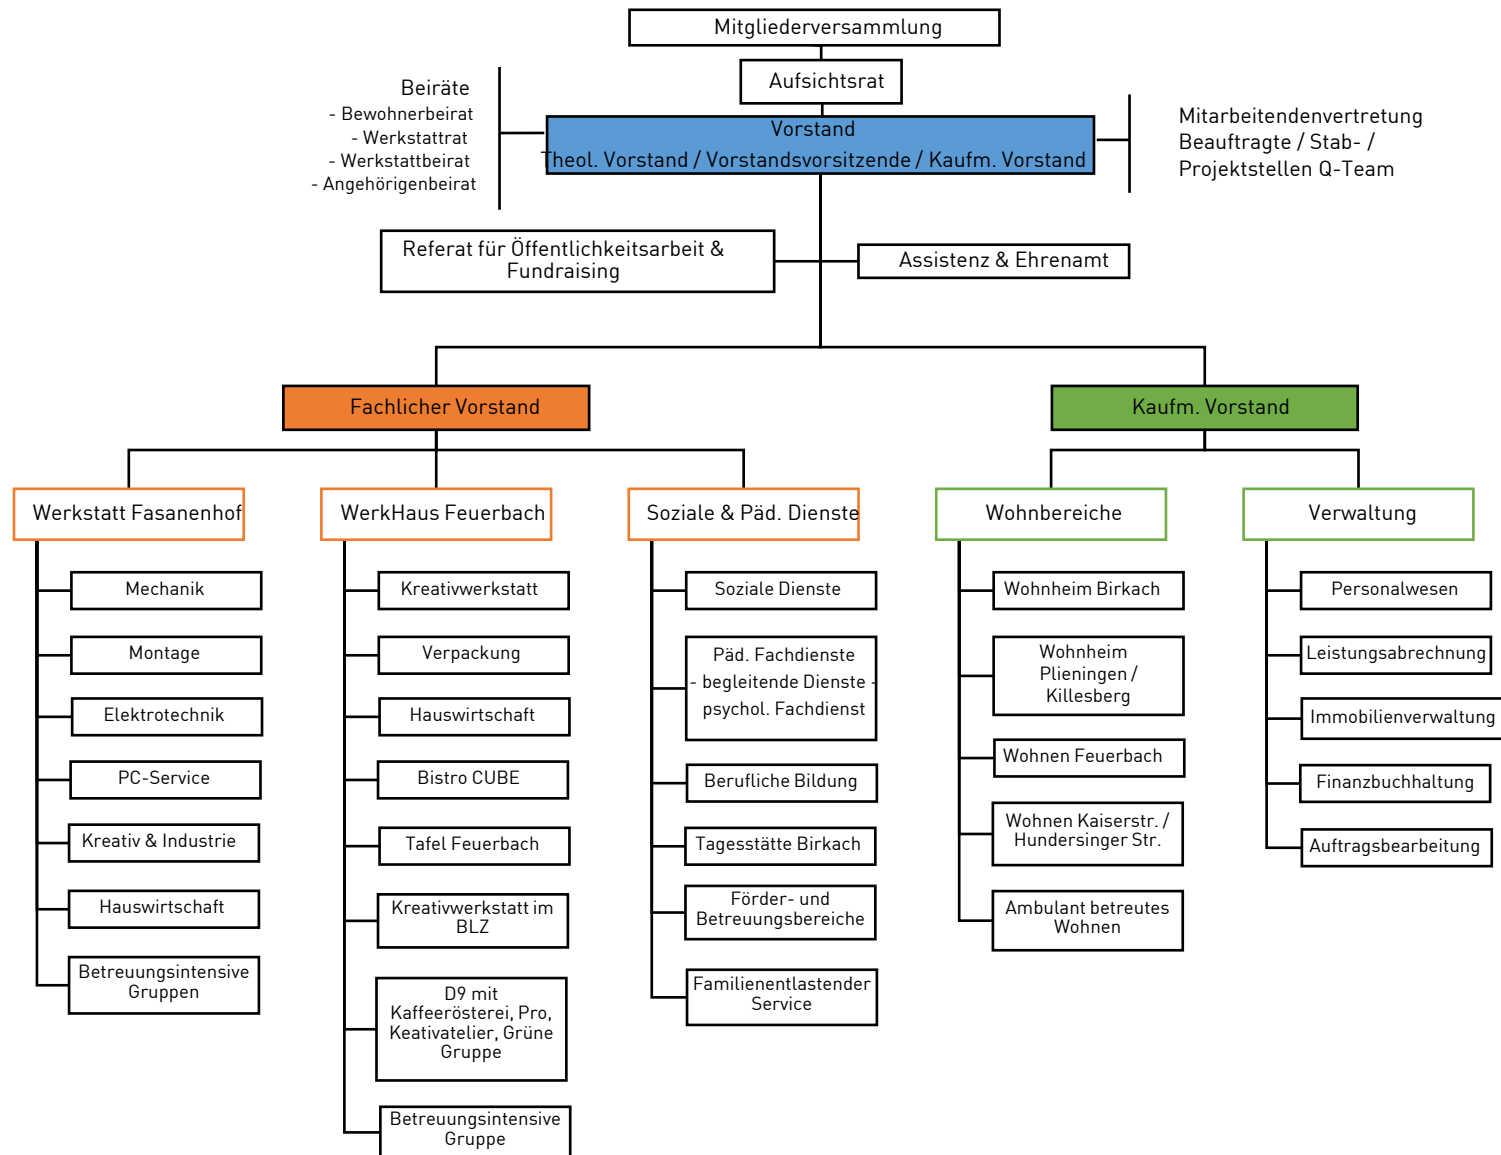 Mitgliederversammlung
Aufsichtsrat
Beiräte
- Bewohnerbeirat
- Werkstattrat
- Werkstattbeirat
- Angehörigenbeirat
Vorstand
Theol. Vorstand / Vorstandsvorsitzende / Kaufm. Vorstand
Mitarbeitendenvertretung
Beauftragte / Stab- /
Projektstellen Q-Team
Referat für Öffentlichkeitsarbeit &
Fundraising
Assistenz & Ehrenamt
Fachlicher Vorstand
Kaufm. Vorstand
Werkstatt Fasanenhof
Mechanik
Montage
Elektrotechnik
PC-Service
Kreativ & Industrie
Hauswirtschaft
Betreuungsintensive
Gruppen
WerkHaus Feuerbach
Kreativwerkstatt
Verpackung
Hauswirtschaft
Bistro CUBE
Tafel Feuerbach
Kreativwerkstatt im
BLZ
D9 mit
Kaffeerösterei, Pro,
Keativatelier, Grüne
Gruppe
Betreuungsintensive
Gruppe
Soziale & Päd. Dienste
Soziale Dienste
Päd. Fachdienste
- begleitende Dienste -
psychol. Fachdienst
Berufliche Bildung
Tagesstätte Birkach
Förder- und
Betreuungsbereiche
Familienentlastender
Service
Wohnbereiche
Wohnheim Birkach
Wohnheim
Plieningen /
Killesberg
Wohnen Feuerbach
Wohnen Kaiserstr. /
Hundersinger Str.
Ambulant betreutes
Wohnen
Verwaltung
Personalwesen
Leistungsabrechnung
Immobilienverwaltung
Finanzbuchhaltung
Auftragsbearbeitung